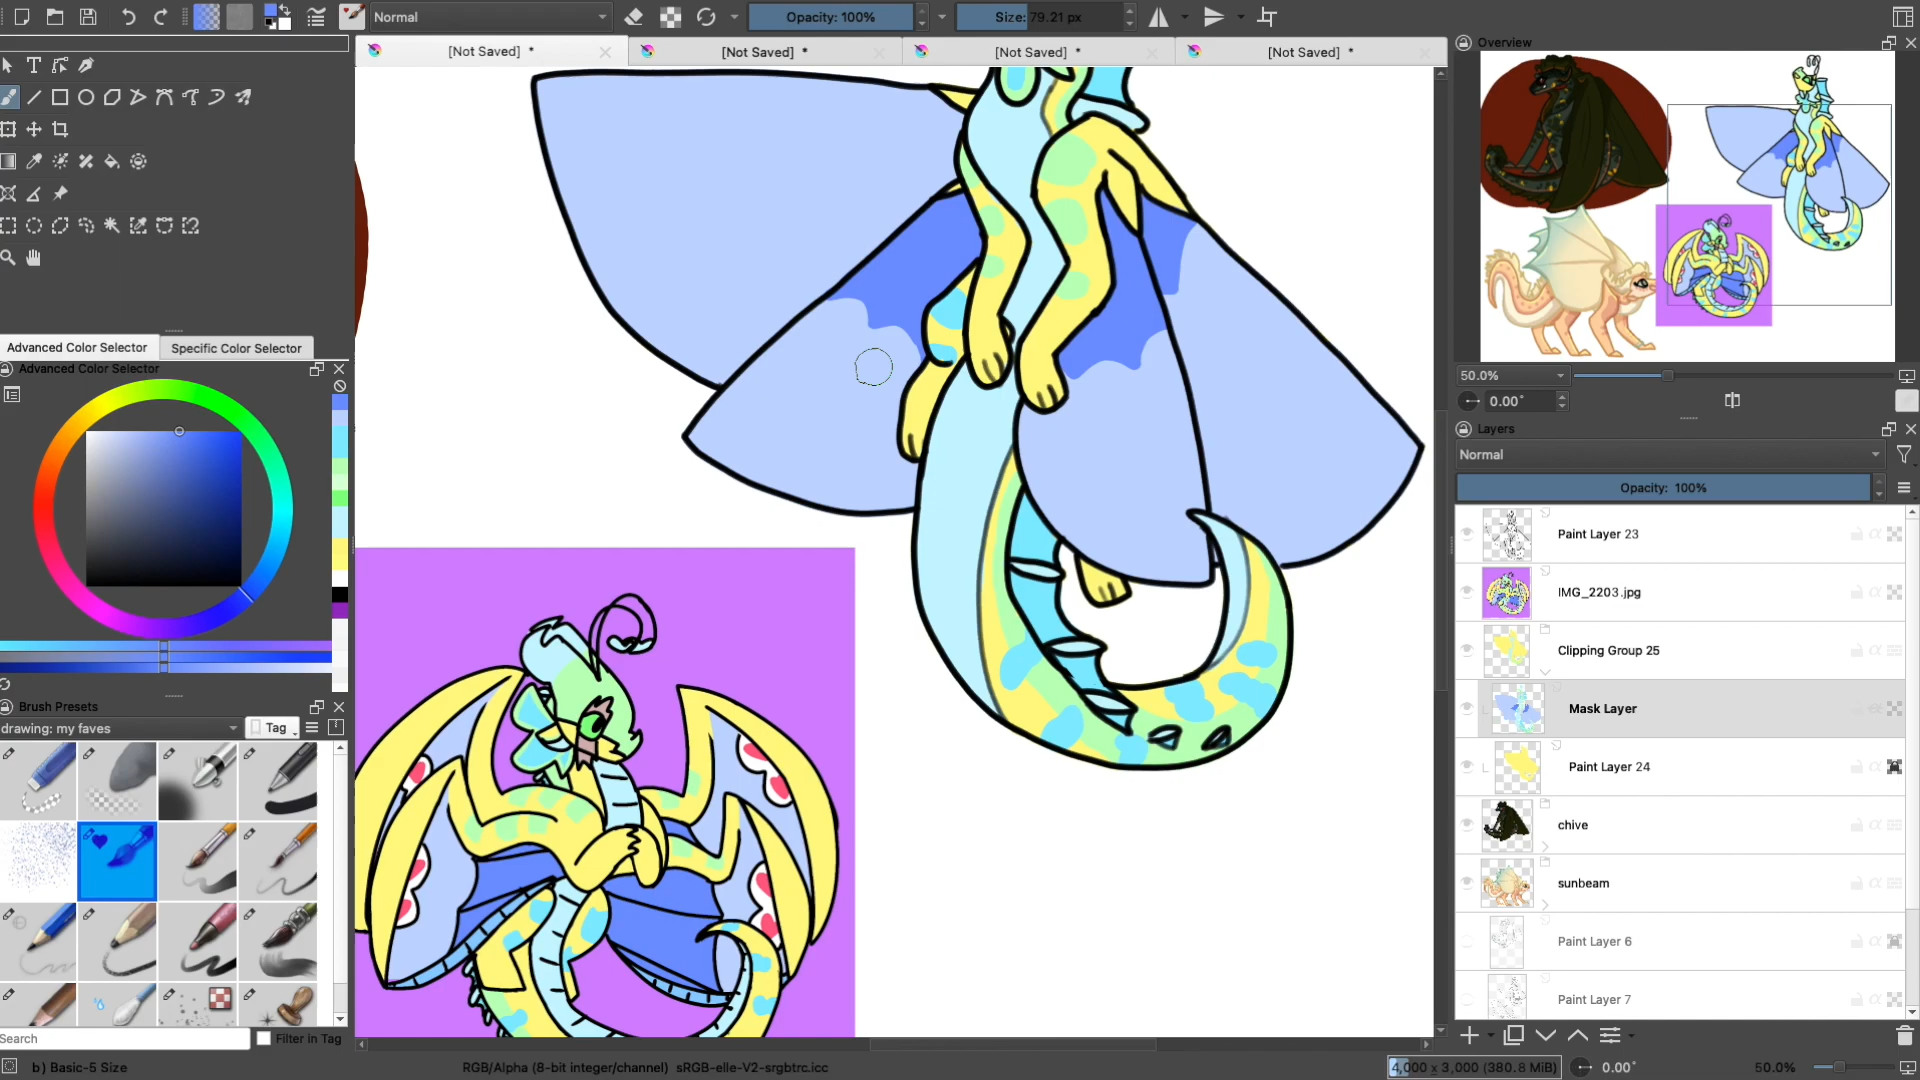 Normal
Opacity: 100%
Size: 79.21 px
[Not Saved] *
[Not Saved] *
[Not Saved] *
[Not Saved] *
Overview
50.0%
0.00°
Advanced Color Selector
Specific Color Selector
Advanced Color Selector
Layers
Normal
Opacity: 100%
Paint Layer 23
IMG_2203.jpg
Clipping Group 25
Mask Layer
Paint Layer 24
chive
sunbeam
Paint Layer 6
Paint Layer 7
Brush Presets
drawing: my faves
Tag
Search
Filter in Tag
b) Basic-5 Size
RGB/Alpha (8-bit integer/channel) sRGB-elle-V2-srgbtrc.icc
4,000 x 3,000 (380.8 MiB)
0.00°
50.0%